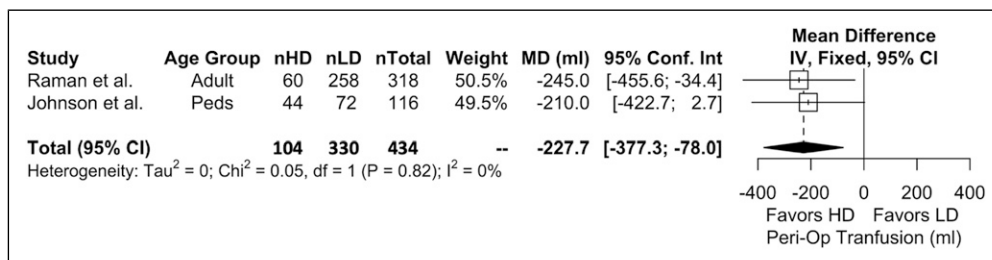 Mean Difference
Study Age Group nHD nLD nTotal Weight MD (ml) 95% Conf. Int IV, Fixed, 95% CI
Raman et al. Adult 60 258 318 50.5% -245.0 [-455.6; -34.4]
Johnson et al. Peds 44 72 116 49.5% -210.0 [-422.7; 2.7]
Total (95% CI) 104 330 434 -- -227.7 [-377.3; -78.0]
Heterogeneity: Tau² = 0; Chi² = 0.05, df = 1 (P = 0.82); I² = 0%
-400 -200 0 200 400
Favors HD Favors LD
Peri-Op Tranfusion (ml)